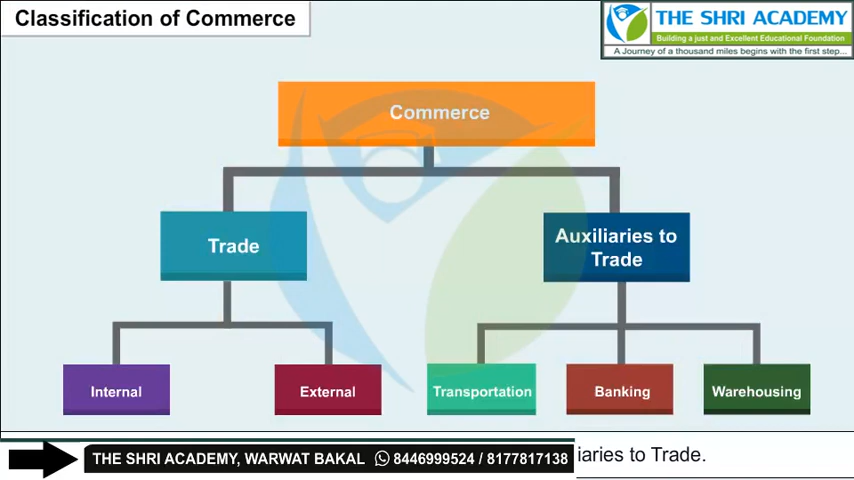 Classification of Commerce
THE SHRI ACADEMY
Building a just and Excellent Educational Foundation
A Journey of a thousand miles begins with the first step...
Commerce
Trade
Auxiliaries to
Trade
Internal
External
Transportation
Banking
Warehousing
THE SHRI ACADEMY, WARWAT BAKAL 8446999524 / 8177817138
iaries to Trade.